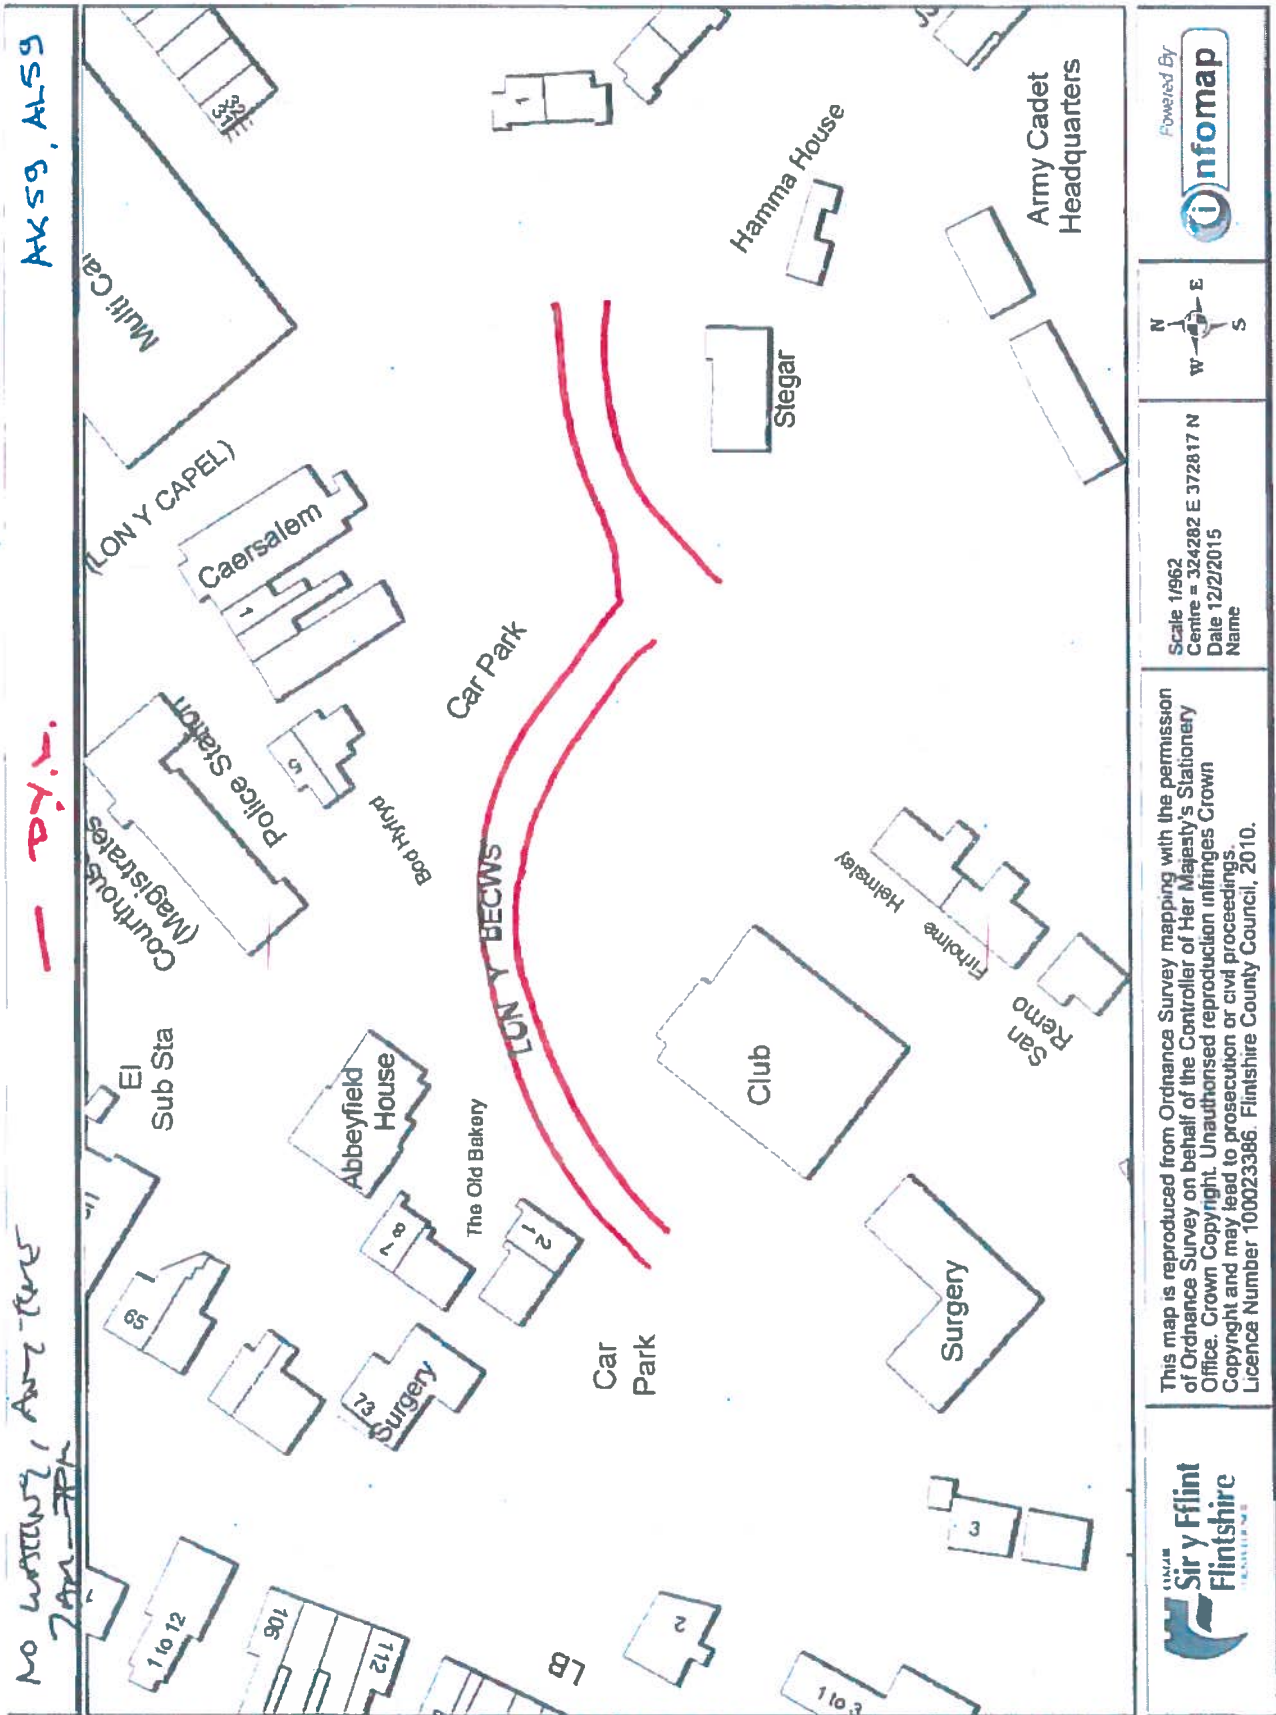 NO WAITING, ANY TIME
7AM - 7PM
D.Y.L.
AK59, AL59
Multi Car
(LON Y CAPEL)
Caersalem
1
Police Station
Courthouse
(Magistrates
5
Bod Hyfryd
Car Park
LON Y BECWS
El
Sub Sta
Abbeyfield
House
The Old Bakery
8
7
1
2
65
73
Surgery
Car
Park
1 to 12
106
112
LB
2
1 to 3
3
Surgery
Club
San
Remo
Firholme
Helmsley
Stegar
Hamma House
Army Cadet
Headquarters
1
31
32
Sir y Fflint
Flintshire
This map is reproduced from Ordnance Survey mapping with the permission
of Ordnance Survey on behalf of the Controller of Her Majesty's Stationery
Office. Crown Copyright. Unauthorised reproduction infringes Crown
Copyright and may lead to prosecution or civil proceedings.
Licence Number 100023386. Flintshire County Council, 2010.
Scale 1/962
Centre = 324282 E 372817 N
Date 12/2/2015
Name
N
W E
S
Powered By
infomap